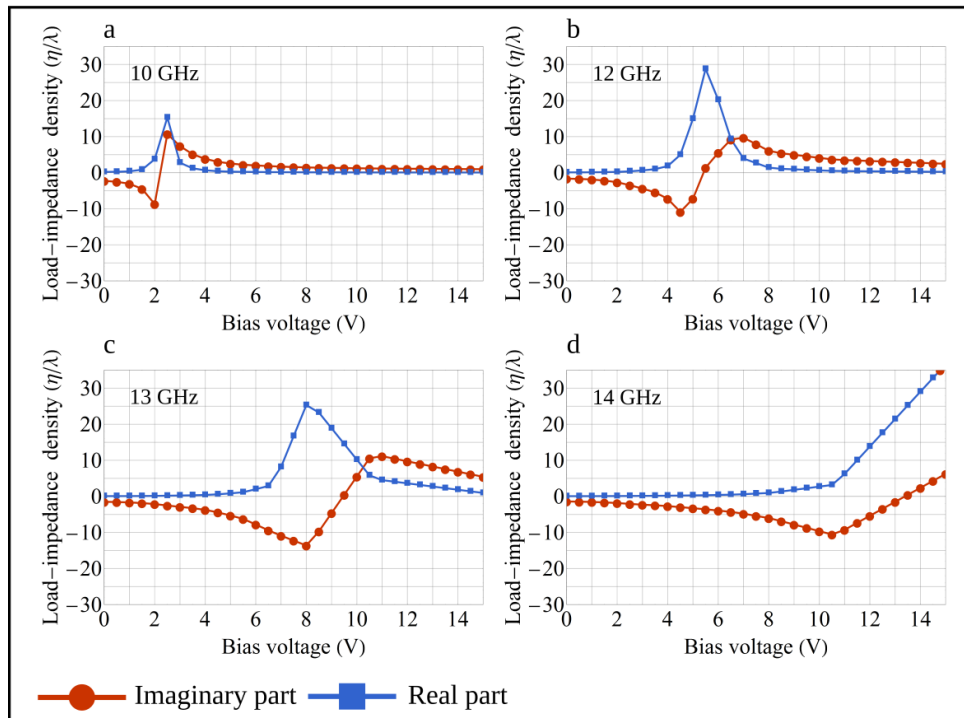 a
Load−impedance density (η/λ)
10 GHz
30
20
10
0
−10
−20
−30
0 2 4 6 8 10 12 14
Bias voltage (V)
b
Load−impedance density (η/λ)
12 GHz
30
20
10
0
−10
−20
−30
0 2 4 6 8 10 12 14
Bias voltage (V)
c
Load−impedance density (η/λ)
13 GHz
30
20
10
0
−10
−20
−30
0 2 4 6 8 10 12 14
Bias voltage (V)
d
Load−impedance density (η/λ)
14 GHz
30
20
10
0
−10
−20
−30
0 2 4 6 8 10 12 14
Bias voltage (V)
Imaginary part Real part